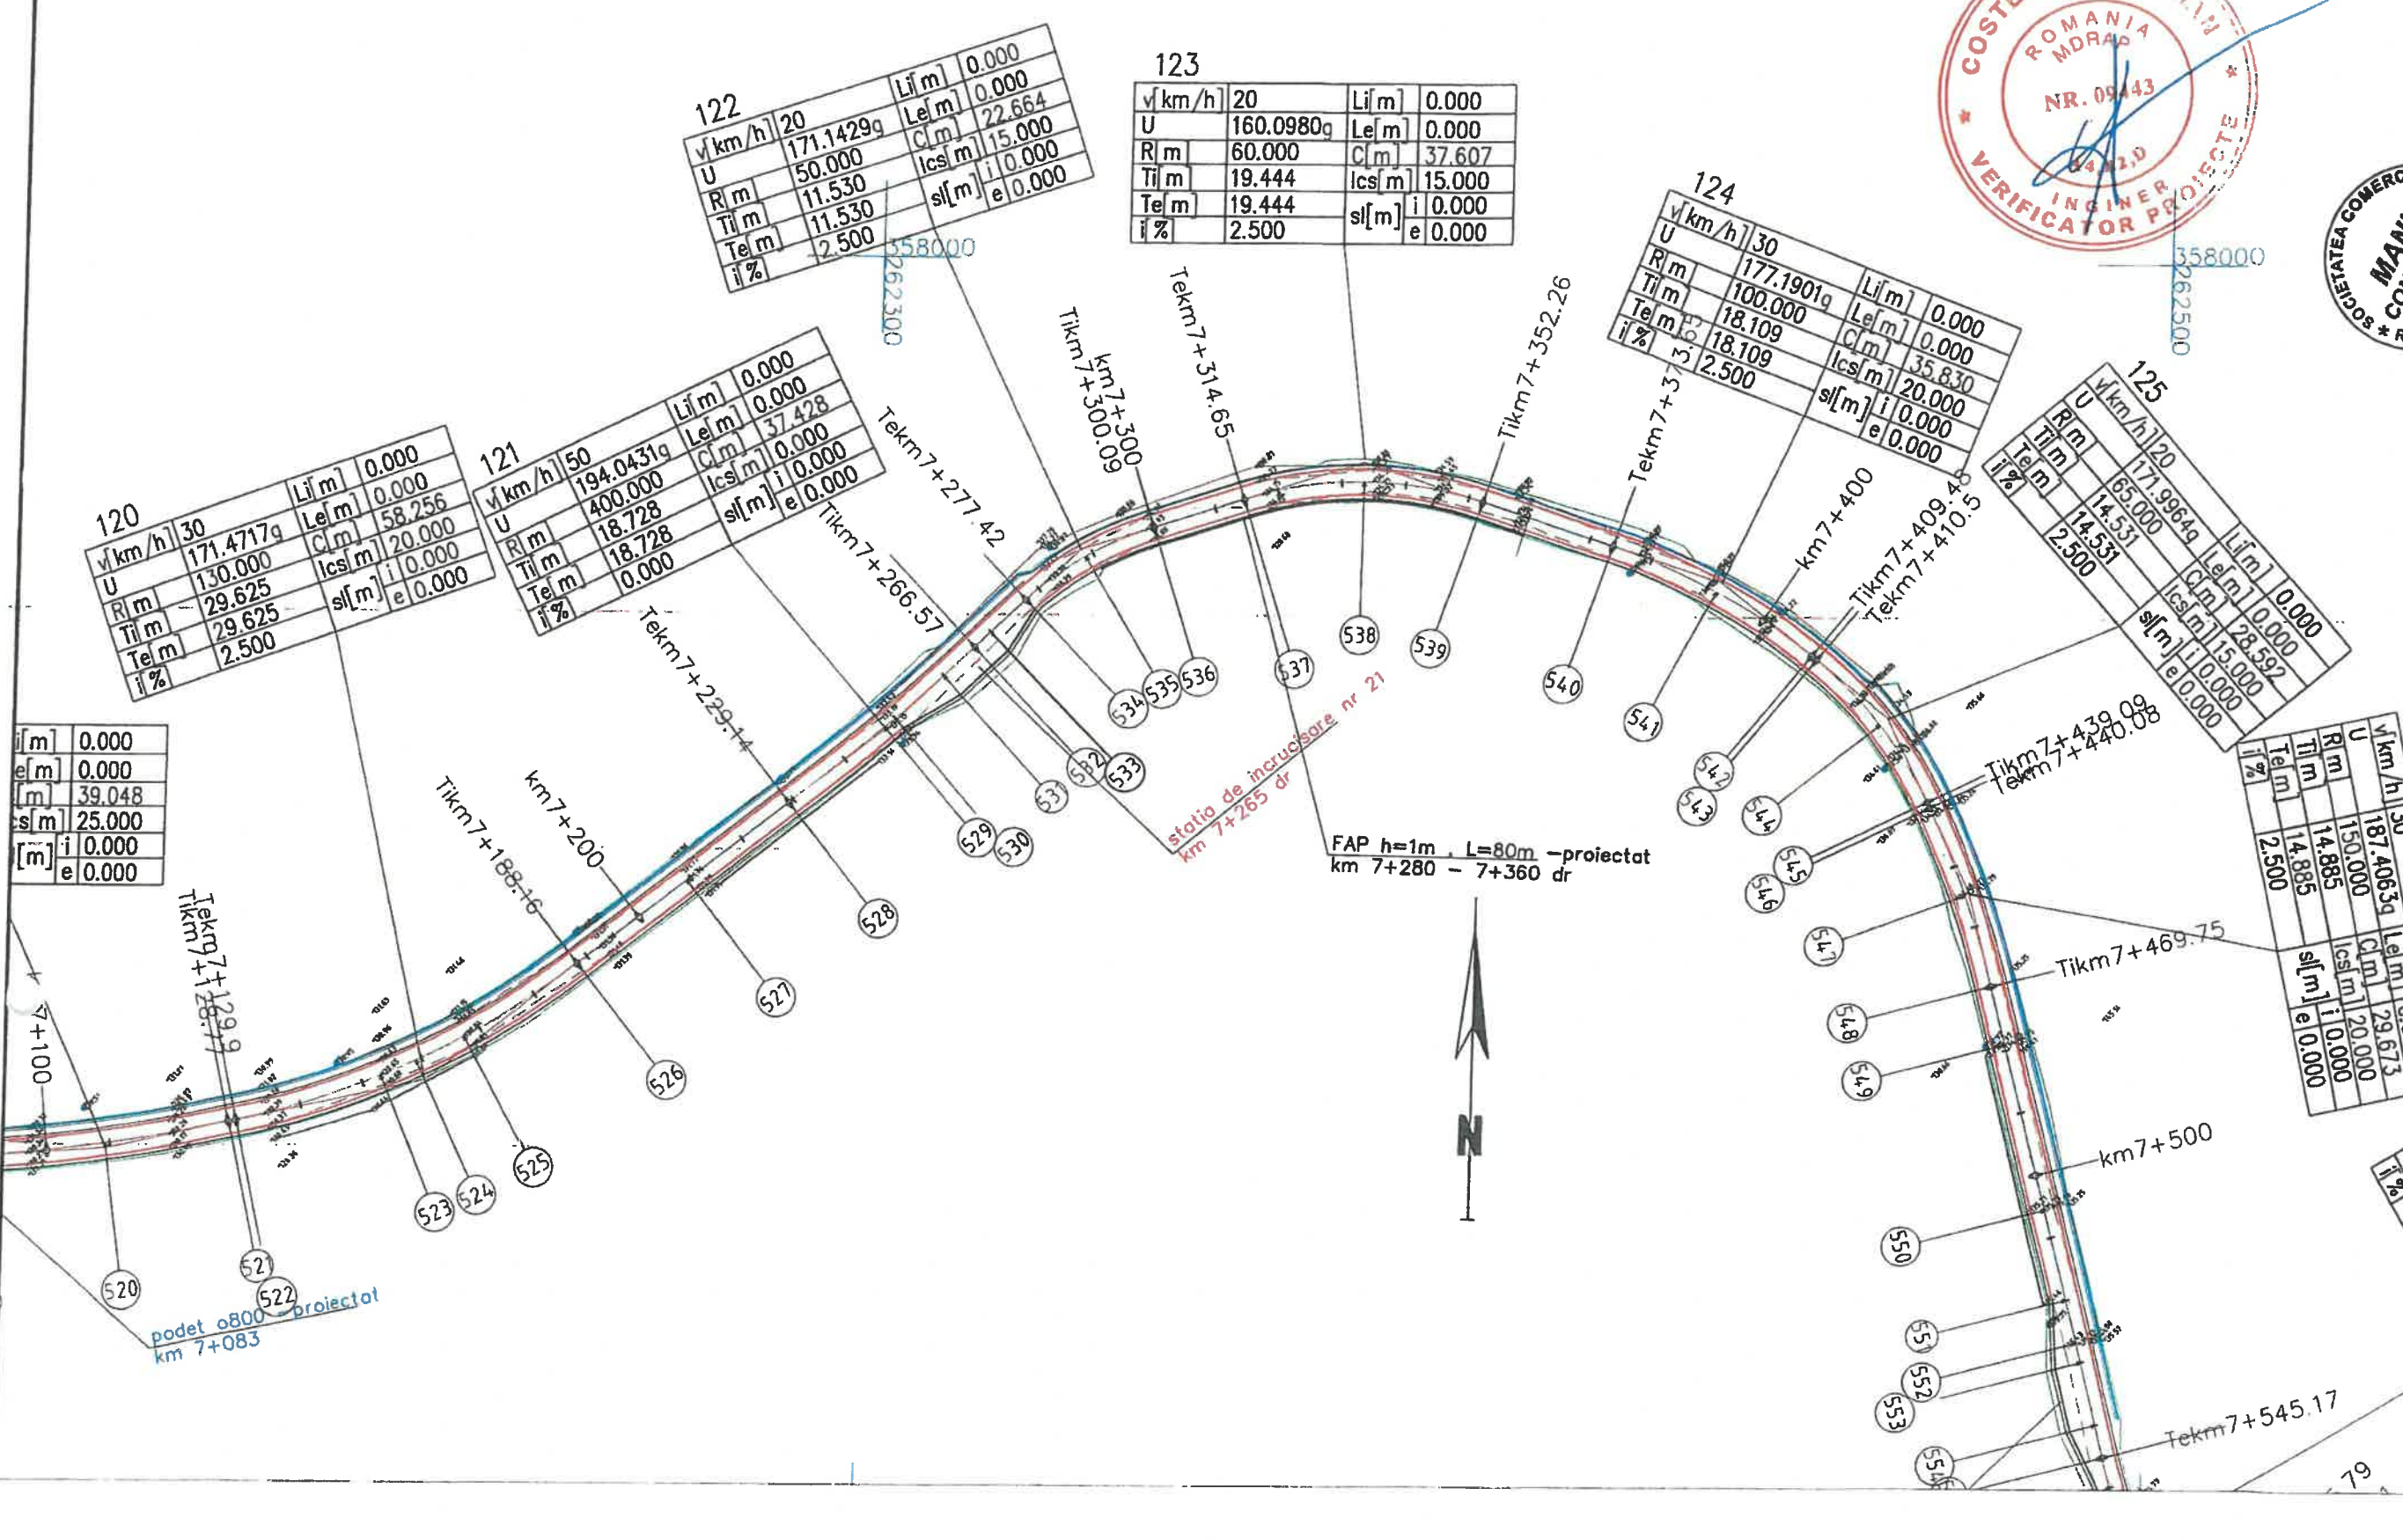 122
v[km/h] 20 Li[m] 0.000
U 171.1429g Le[m] 0.000
R m 50.000 C[m] 22.664
Ti[m] 11.530 lcs[m] 15.000
Te[m] 11.530 sl[m] i 0.000
i % 2.500 e 0.000
123
v[km/h] 20 Li[m] 0.000
U 160.0980g Le[m] 0.000
R m 60.000 C[m] 37.607
Ti[m] 19.444 lcs[m] 15.000
Te[m] 19.444 sl[m] i 0.000
i % 2.500 e 0.000
124
v[km/h] 30 Li[m] 0.000
U 177.1901g Le[m] 0.000
R m 100.000 C[m] 35.830
Ti m 18.109 lcs[m] 20.000
Te[m] 18.109 sl[m] i 0.000
i % 2.500 e 0.000
125
v[km/h] 20 Li[m] 0.000
U 171.9964g Le[m] 0.000
R m 65.000 C[m] 28.592
Ti m 14.531 lcs[m] 15.000
Te m 14.531 sl[m] i 0.000
i % 2.500 e 0.000
120
v[km/h] 30 Li[m] 0.000
U 171.4717g Le[m] 0.000
R m 130.000 C[m] 58.256
Ti m 29.625 lcs[m] 20.000
Te[m] 29.625 sl[m] i 0.000
i % 2.500 e 0.000
121
v[km/h] 50 Li[m] 0.000
U 194.0431g Le[m] 0.000
R m 400.000 C[m] 37.428
Ti m 18.728 lcs[m] 0.000
Te[m] 18.728 sl[m] i 0.000
i % 0.000 e 0.000
i[m] 0.000
e[m] 0.000
[m] 39.048
cs[m] 25.000
[m] i 0.000
e 0.000
v[km/h] 30
U 187.4063g Le[m]
R m 150.000 C[m] 29.673
Ti m 14.885 lcs[m] 20.000
Te[m] 14.885 sl[m] i 0.000
i % 2.500 e 0.000
ROMANIA
MDRAP
NR. 09443
INGINER
VERIFICATOR PROIECTE
SOCIETATEA COMERC
358000
262300
358000
262500
7+100
Tekm7+129.9
Tikm7+128.77
Tikm7+188.16
km7+200
Tekm7+229.14
Tikm7+266.57
Tekm7+277.42
km7+300
Tikm7+300.09
Tekm7+314.65
Tikm7+352.26
Tekm7+373.65
km7+400
Tikm7+409.46
Tekm7+410.5
Tikm7+439.09
Tekm7+440.08
Tikm7+469.75
km7+500
Tekm7+545.17
520
521
522
523
524
525
526
527
528
529
530
531
532
533
534
535
536
537
538
539
540
541
542
543
544
545
546
547
548
549
550
551
552
553
554
statia de incrucisare nr 21
km 7+265 dr
FAP h=1m , L=80m -proiectat
km 7+280 - 7+360 dr
podet o800 -proiectat
km 7+083
N
i%
79